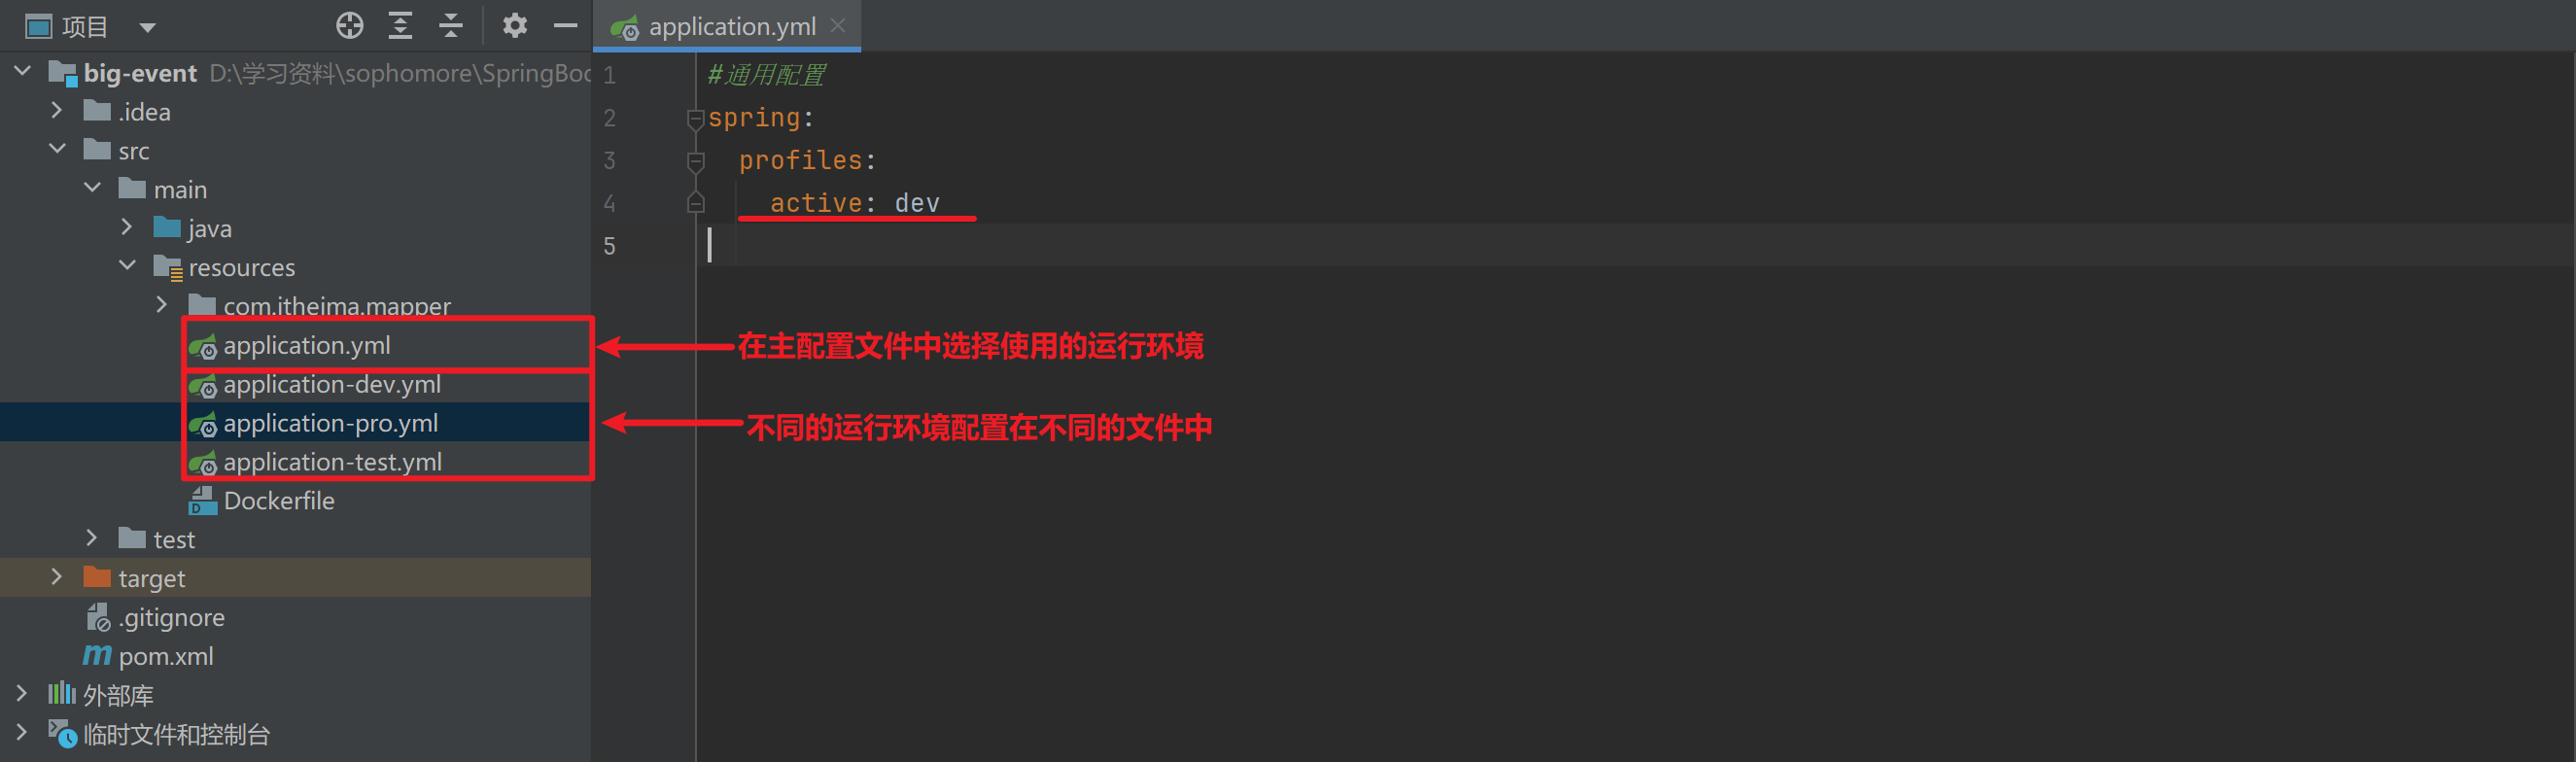 项目
big-event D:\学习资料\sophomore\SpringBoo
.idea
src
main
java
resources
com.itheima.mapper
application.yml
application-dev.yml
application-pro.yml
application-test.yml
Dockerfile
test
target
.gitignore
pom.xml
外部库
临时文件和控制台
application.yml
1 #通用配置
2 spring:
3 profiles:
4 active: dev
5
在主配置文件中选择使用的运行环境
不同的运行环境配置在不同的文件中